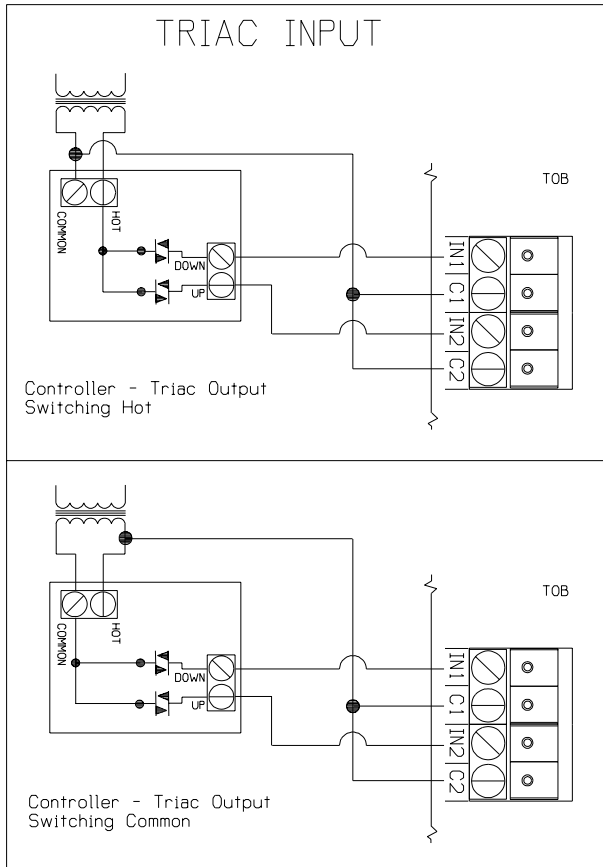 TRIAC INPUT
TOB
COMMON
HOT
DOWN
UP
IN1
C1
IN2
C2
Controller - Triac Output
Switching Hot
TOB
COMMON
HOT
DOWN
UP
IN1
C1
IN2
C2
Controller - Triac Output
Switching Common